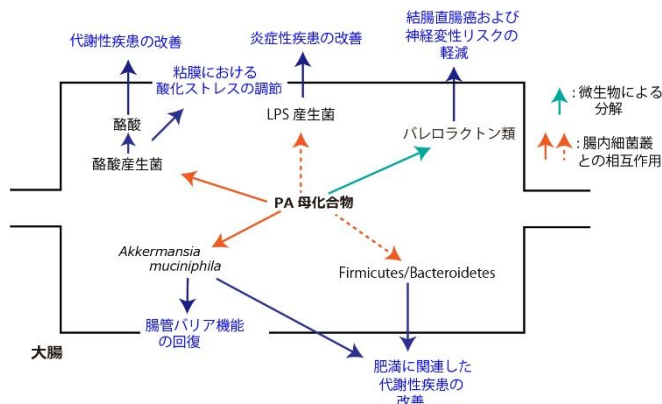 代謝性疾患の改善
炎症性疾患の改善
結腸直腸癌および
神経変性リスクの
軽減
粘膜における
酸化ストレスの調節
酪酸
酪酸産生菌
LPS 産生菌
バレロラクトン類
: 微生物による
分解
: 腸内細菌叢
との相互作用
PA 母化合物
Akkermansia
muciniphila
Firmicutes/Bacteroidetes
腸管バリア機能
の回復
大腸
肥満に関連した
代謝性疾患の
改善